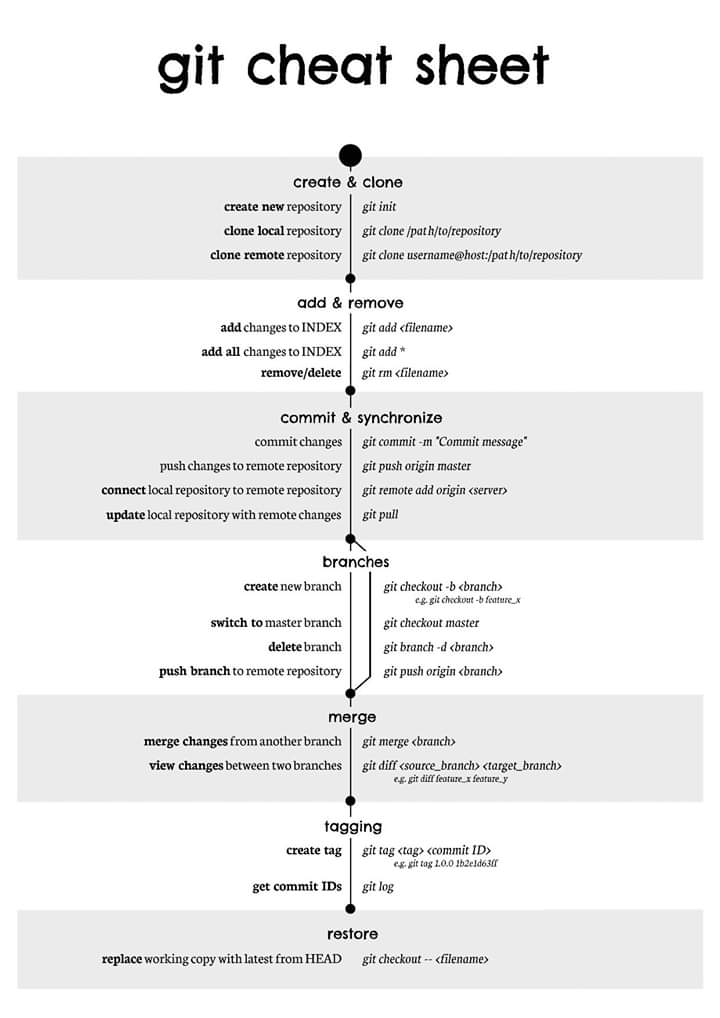 git cheat sheet
create & clone
create new repository git init
clone local repository git clone /path/to/repository
clone remote repository git clone username@host:/path/to/repository
add & remove
add changes to INDEX git add <filename>
add all changes to INDEX git add *
remove/delete git rm <filename>
commit & synchronize
commit changes git commit -m "Commit message"
push changes to remote repository git push origin master
connect local repository to remote repository git remote add origin <server>
update local repository with remote changes git pull
branches
create new branch git checkout -b <branch>
e.g. git checkout -b feature_x
switch to master branch git checkout master
delete branch git branch -d <branch>
push branch to remote repository git push origin <branch>
merge
merge changes from another branch git merge <branch>
view changes between two branches git diff <source_branch> <target_branch>
e.g. git diff feature_x feature_y
tagging
create tag git tag <tag> <commit ID>
e.g. git tag 1.0.0 1b2e1d63ff
get commit IDs git log
restore
replace working copy with latest from HEAD git checkout -- <filename>